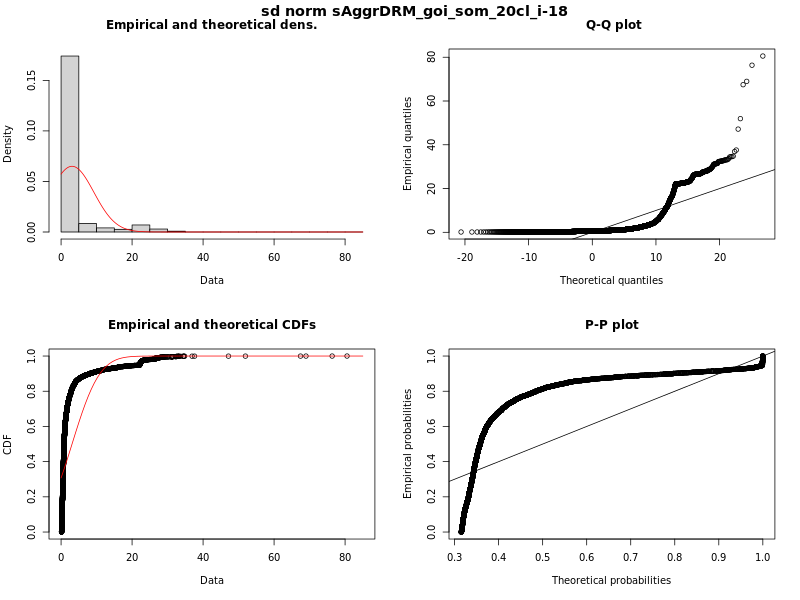 sd norm sAggrDRM_goi_som_20cl_i-18
Empirical and theoretical dens.
Density
0.00 0.05 0.10 0.15
0 20 40 60 80
Data
Q-Q plot
Empirical quantiles
0 20 40 60 80
-20 -10 0 10 20
Theoretical quantiles
Empirical and theoretical CDFs
CDF
0.0 0.2 0.4 0.6 0.8 1.0
0 20 40 60 80
Data
P-P plot
Empirical probabilities
0.0 0.2 0.4 0.6 0.8 1.0
0.3 0.4 0.5 0.6 0.7 0.8 0.9 1.0
Theoretical probabilities